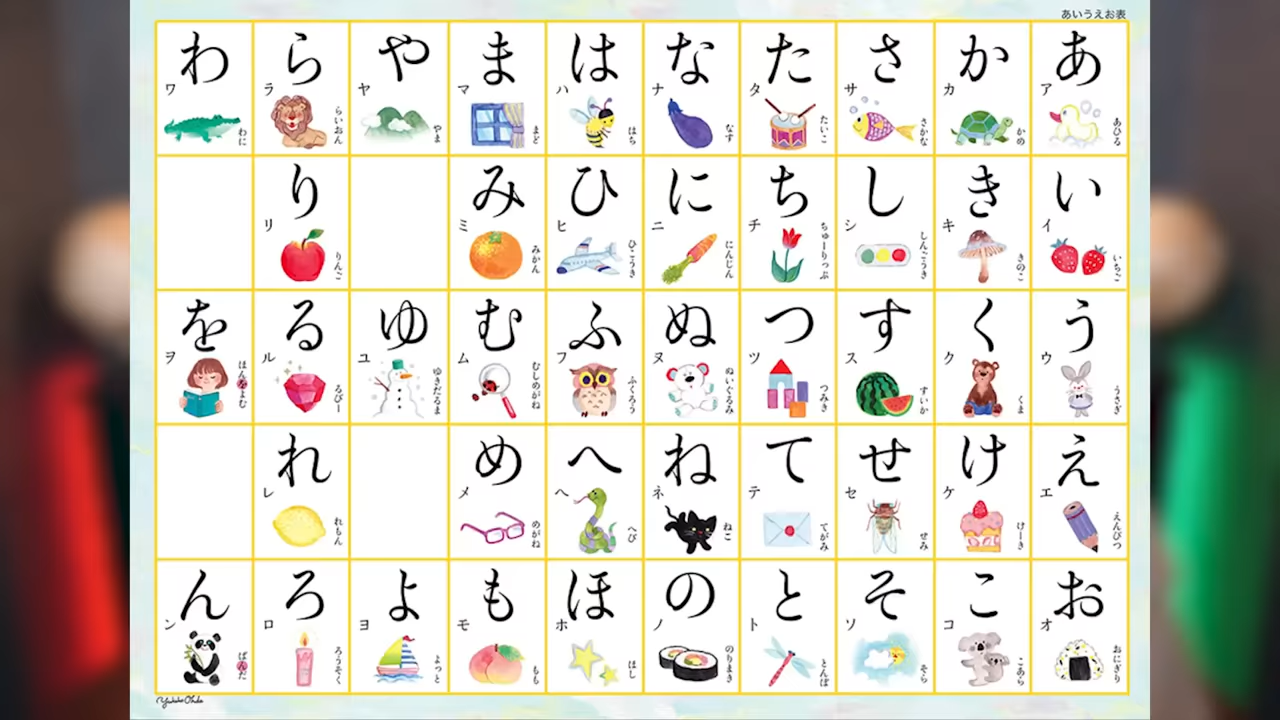 あいうえお表
あ
ア
あひる
い
イ
いちご
う
ウ
うさぎ
え
エ
えんぴつ
お
オ
おにぎり
か
カ
かめ
き
キ
きのこ
く
ク
くま
け
ケ
けーき
こ
コ
こあら
さ
サ
さかな
し
シ
しんごうき
す
ス
すいか
せ
セ
せみ
そ
ソ
そら
た
タ
たいこ
ち
チ
ちゅーりっぷ
つ
ツ
つみき
て
テ
てがみ
と
ト
とんぼ
な
ナ
なす
に
ニ
にんじん
ぬ
ヌ
ぬいぐるみ
ね
ネ
ねこ
の
ノ
のりまき
は
ハ
はち
ひ
ヒ
ひこうき
ふ
フ
ふくろう
へ
ヘ
へび
ほ
ホ
ほし
ま
マ
まど
み
ミ
みかん
む
ム
むしめがね
め
メ
めがね
も
モ
もも
や
ヤ
やま
ゆ
ユ
ゆきだるま
よ
ヨ
よっと
ら
ラ
らいおん
り
リ
りんご
る
ル
るびー
れ
レ
れもん
ろ
ロ
ろうそく
わ
ワ
わに
を
ヲ
ほんをよむ
ん
ン
ぱんだ